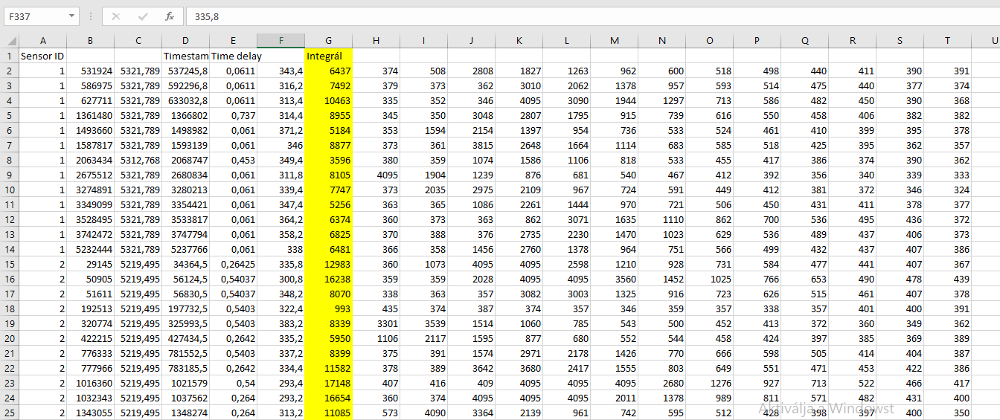 F337 fx 335,8
A B C D E F G H I J K L M N O P Q R S T U
1 Sensor ID Timestam Time delay Integrál
2 1 531924 5321,789 537245,8 0,0611 343,4 6437 374 508 2808 1827 1263 962 600 518 498 440 411 390 391
3 1 586975 5321,789 592296,8 0,0611 316,2 7492 379 373 362 3010 2062 1378 957 593 514 475 440 377 374
4 1 627711 5321,789 633032,8 0,0611 313,4 10463 335 352 346 4095 3090 1944 1297 713 586 482 450 390 368
5 1 1361480 5321,789 1366802 0,737 314,4 8955 345 350 3048 2807 1795 915 739 616 550 458 406 382 382
6 1 1493660 5321,789 1498982 0,061 371,2 5184 353 1594 2154 1397 954 736 533 524 461 410 399 395 378
7 1 1587817 5321,789 1593139 0,061 346 8877 373 361 3815 2648 1664 1114 683 585 518 425 395 362 357
8 1 2063434 5312,768 2068747 0,453 349,4 3596 380 359 1074 1586 1106 818 533 455 417 386 374 390 362
9 1 2675512 5321,789 2680834 0,061 311,8 8105 4095 1904 1239 876 681 540 467 412 392 356 340 339 333
10 1 3274891 5321,789 3280213 0,061 339,4 7747 373 2035 2975 2109 967 724 591 449 412 381 372 346 324
11 1 3349099 5321,789 3354421 0,061 347,4 5256 363 365 1086 2261 1444 970 721 506 450 431 411 378 377
12 1 3528495 5321,789 3533817 0,061 364,2 6374 360 373 363 862 3071 1635 1110 862 700 536 495 436 372
13 1 3742472 5321,789 3747794 0,061 358,2 6825 370 388 376 2735 2230 1470 1023 629 536 489 437 406 373
14 1 5232444 5321,789 5237766 0,061 338 6481 366 358 1456 2760 1378 964 751 566 499 432 437 407 386
15 2 29145 5219,495 34364,5 0,26425 335,8 12983 360 1073 4095 4095 2598 1210 928 731 584 477 441 407 367
16 2 50905 5219,495 56124,5 0,54037 300,8 16238 359 359 2028 4095 4095 3560 1452 1025 766 653 490 478 439
17 2 51611 5219,495 56830,5 0,54037 348,2 8070 338 363 357 3082 3003 1325 916 723 626 515 461 407 378
18 2 192513 5219,495 197732,5 0,5403 322,4 993 435 374 387 374 357 346 359 357 338 357 401 400 391
19 2 320774 5219,495 325993,5 0,5403 383,2 8339 3301 3539 1514 1060 785 543 500 452 413 372 360 349 362
20 2 422215 5219,495 427434,5 0,2642 335,2 5950 1106 2117 1595 877 680 552 544 458 424 397 385 369 389
21 2 776333 5219,495 781552,5 0,5403 337,2 8399 375 391 1574 2971 2178 1426 770 666 598 505 414 404 387
22 2 777966 5219,495 783185,5 0,2642 334,4 11582 378 389 3642 3680 2417 1555 803 649 551 471 453 422 386
23 2 1016360 5219,495 1021579 0,54 293,4 17148 407 416 409 4095 4095 4095 2680 1276 927 713 522 466 417
24 2 1032343 5219,495 1037562 0,264 293,2 16654 360 374 4095 4095 4095 2011 1378 989 811 571 482 431 400
25 2 1343055 5219,495 1348274 0,264 313,2 11085 573 4090 3364 2139 961 742 595 512 428 398 397 400 350
Aktiválja a Windowst